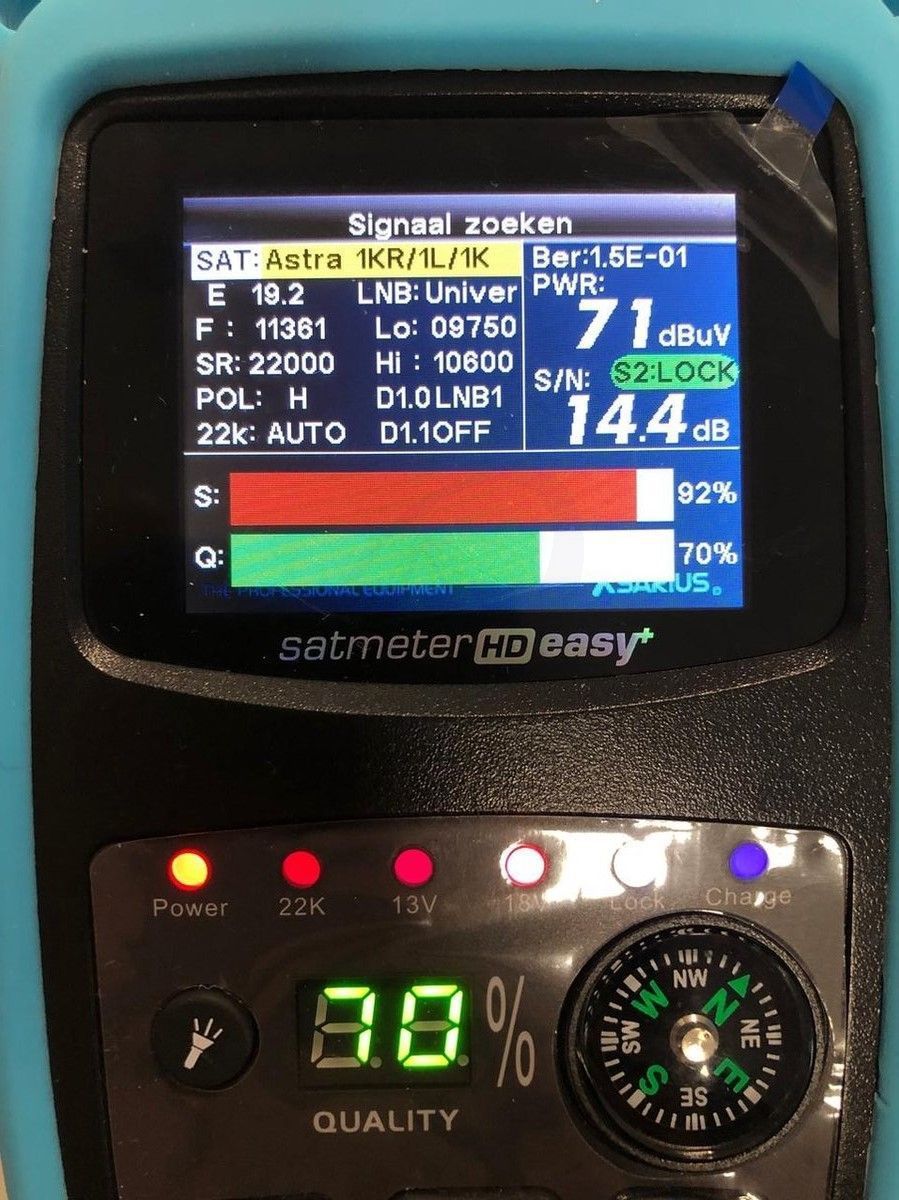 Signaal zoeken
SAT: Astra 1KR/1L/1K
E 19.2 LNB: Univer
F : 11361 Lo: 09750
SR: 22000 Hi : 10600
POL: H D1.0 LNB1
22k: AUTO D1.1OFF
Ber:1.5E-01
PWR:
71 dBuV
S/N: S2:LOCK
14.4 dB
S: 92%
Q: 70%
THE PROFESSIONAL EQUIPMENT XSARIUS
satmeter HD easy+
Power 22K 13V 18V Lock Charge
70 %
QUALITY
NW
W N
SW NE
S E
SE